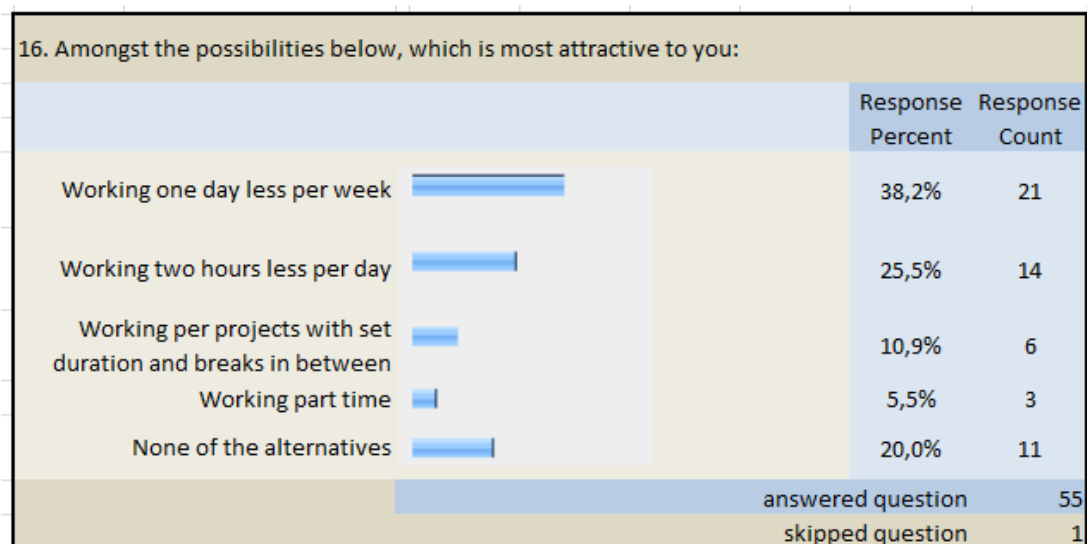 16. Amongst the possibilities below, which is most attractive to you:
Response Response
Percent Count
Working one day less per week 38,2% 21
Working two hours less per day 25,5% 14
Working per projects with set
duration and breaks in between 10,9% 6
Working part time 5,5% 3
None of the alternatives 20,0% 11
answered question 55
skipped question 1